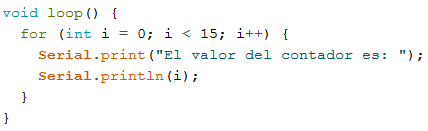 void loop() {
  for (int i = 0; i < 15; i++) {
    Serial.print("El valor del contador es: ");
    Serial.println(i);
  }
}